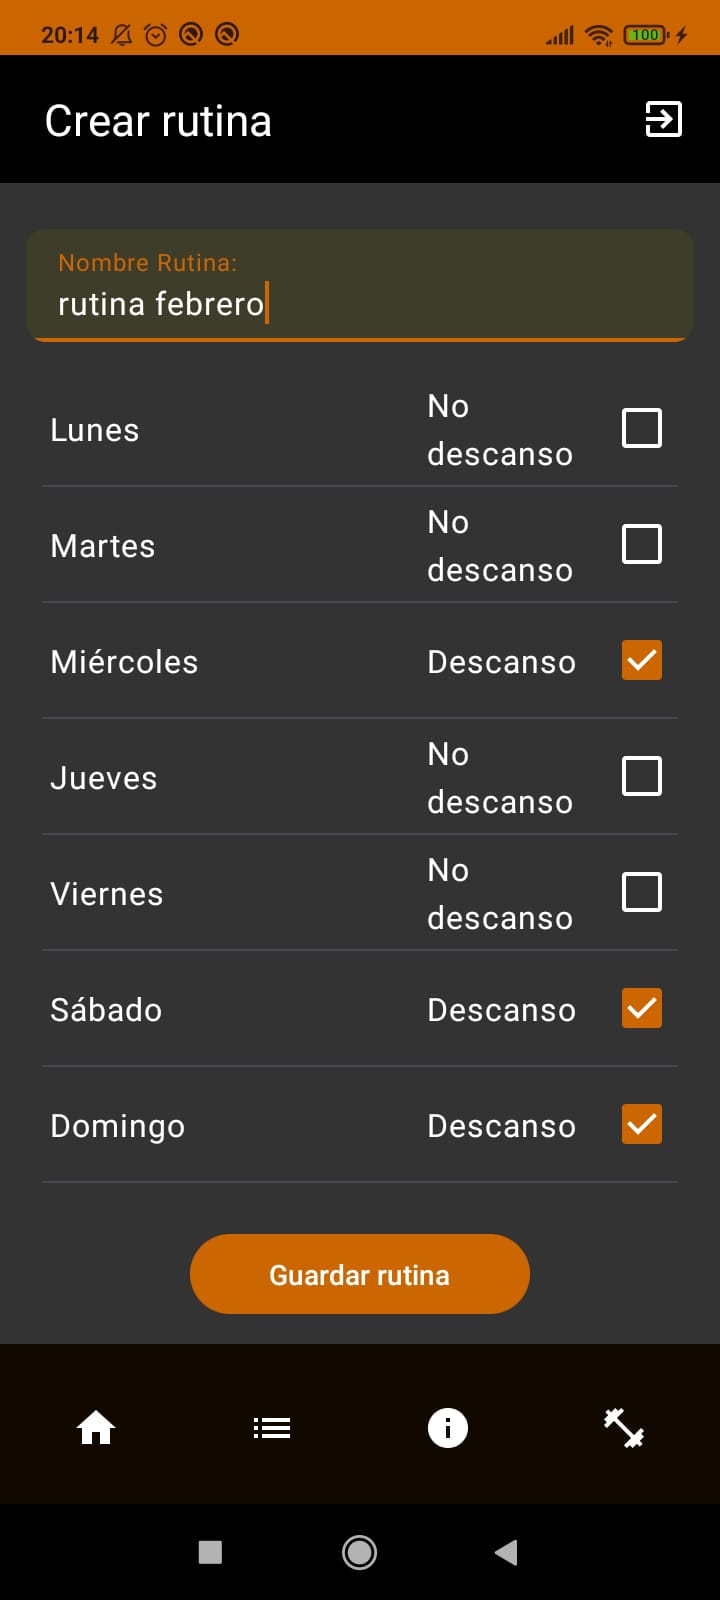 20:14
100
Crear rutina
Nombre Rutina:
rutina febrero
Lunes
No
descanso
Martes
No
descanso
Miércoles
Descanso
Jueves
No
descanso
Viernes
No
descanso
Sábado
Descanso
Domingo
Descanso
Guardar rutina